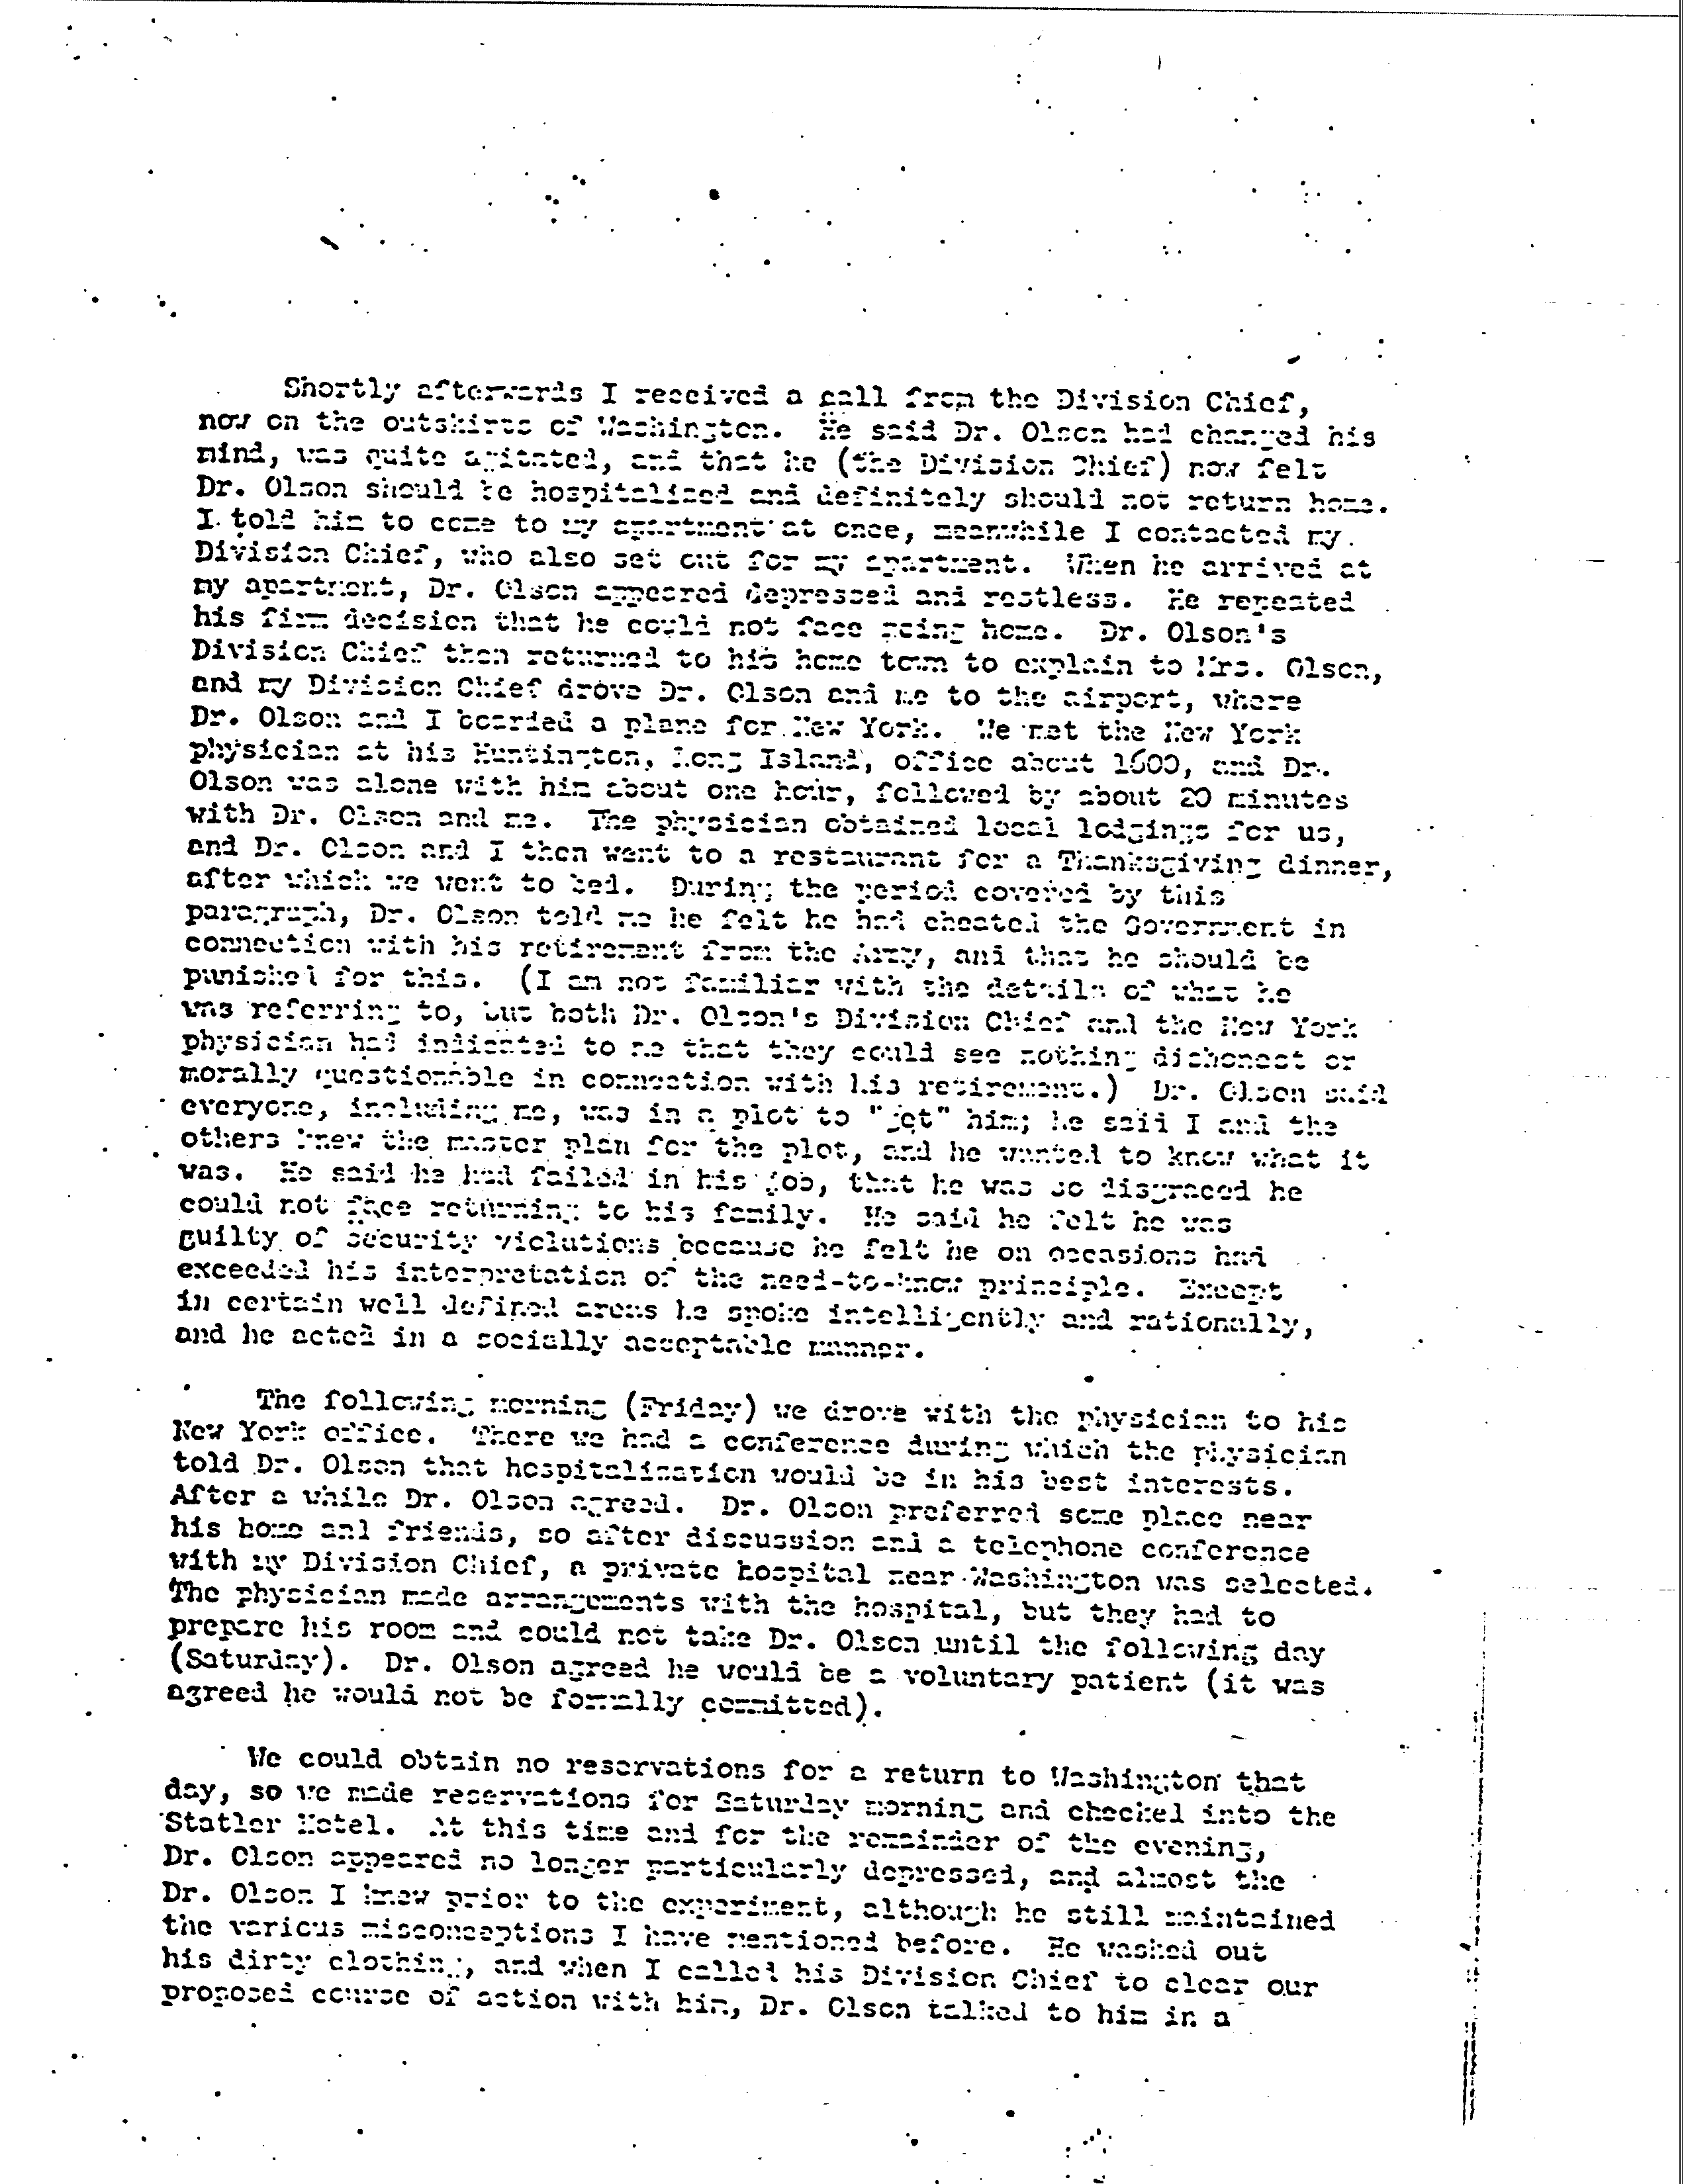 Shortly afterwards I received a call from the Division Chief,
now on the outskirts of Washington. He said Dr. Olson had changed his
mind, was quite agitated, and that he (the Division Chief) now felt
Dr. Olson should be hospitalized and definitely should not return home.
I told him to come to my apartment at once, meanwhile I contacted my
Division Chief, who also set out for my apartment. When he arrived at
my apartment, Dr. Olson appeared depressed and restless. He repeated
his firm decision that he could not face going home. Dr. Olson's
Division Chief then returned to his home town to explain to Mrs. Olson,
and my Division Chief drove Dr. Olson and me to the airport, where
Dr. Olson and I boarded a plane for New York. We met the New York
physician at his Huntington, Long Island, office about 1600, and Dr.
Olson was alone with him about one hour, followed by about 20 minutes
with Dr. Olson and me. The physician obtained local lodgings for us,
and Dr. Olson and I then went to a restaurant for a Thanksgiving dinner,
after which we went to bed. During the period covered by this
paragraph, Dr. Olson told me he felt he had cheated the Government in
connection with his retirement from the Army, and that he should be
punished for this. (I am not familiar with the details of what he
was referring to, but both Dr. Olson's Division Chief and the New York
physician had indicated to me that they could see nothing dishonest or
morally questionable in connection with his retirement.) Dr. Olson said
everyone, including me, was in a plot to "get" him; he said I and the
others knew the master plan for the plot, and he wanted to know what it
was. He said he had failed in his job, that he was so disgraced he
could not face returning to his family. He said he felt he was
guilty of security violations because he felt he on occasions had
exceeded his interpretation of the need-to-know principle. Except
in certain well defined areas he spoke intelligently and rationally,
and he acted in a socially acceptable manner.
The following morning (Friday) we drove with the physician to his
New York office. There we had a conference during which the physician
told Dr. Olson that hospitalization would be in his best interests.
After a while Dr. Olson agreed. Dr. Olson preferred some place near
his home and friends, so after discussion and a telephone conference
with my Division Chief, a private hospital near Washington was selected.
The physician made arrangements with the hospital, but they had to
prepare his room and could not take Dr. Olson until the following day
(Saturday). Dr. Olson agreed he would be a voluntary patient (it was
agreed he would not be formally committed).
We could obtain no reservations for a return to Washington that
day, so we made reservations for Saturday morning and checked into the
Statler Hotel. At this time and for the remainder of the evening,
Dr. Olson appeared no longer particularly depressed, and almost the
Dr. Olson I knew prior to the experiment, although he still maintained
the various misconceptions I have mentioned before. He washed out
his dirty clothing, and when I called his Division Chief to clear our
proposed course of action with him, Dr. Olson talked to him in a